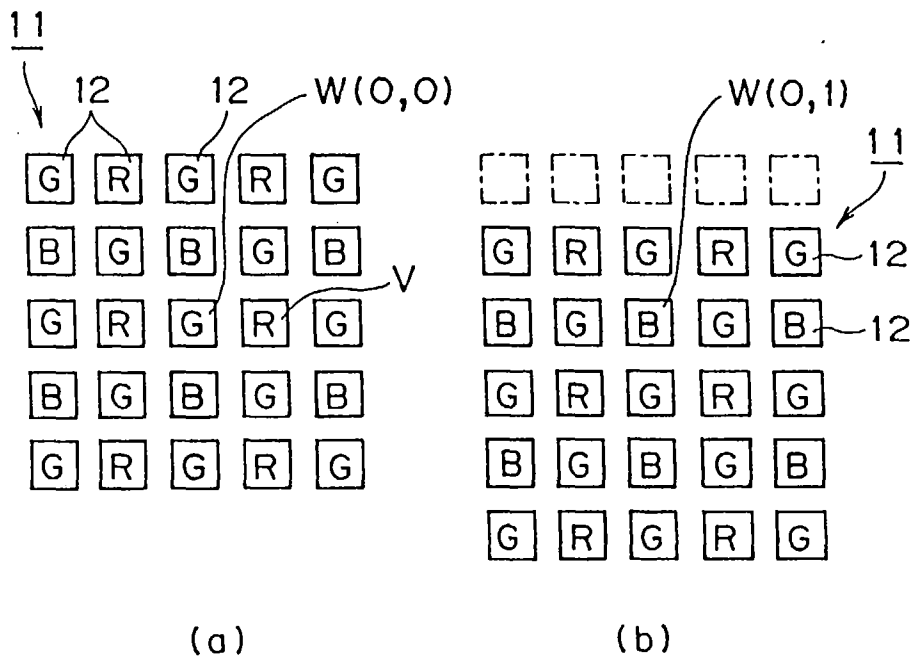 11
12 12 W(0,0)
G R G R G
B G B G B
G R G R G
V
B G B G B
G R G R G
(a)
W(0,1)
11
G R G R G
12
B G B G B
12
G R G R G
B G B G B
G R G R G
(b)